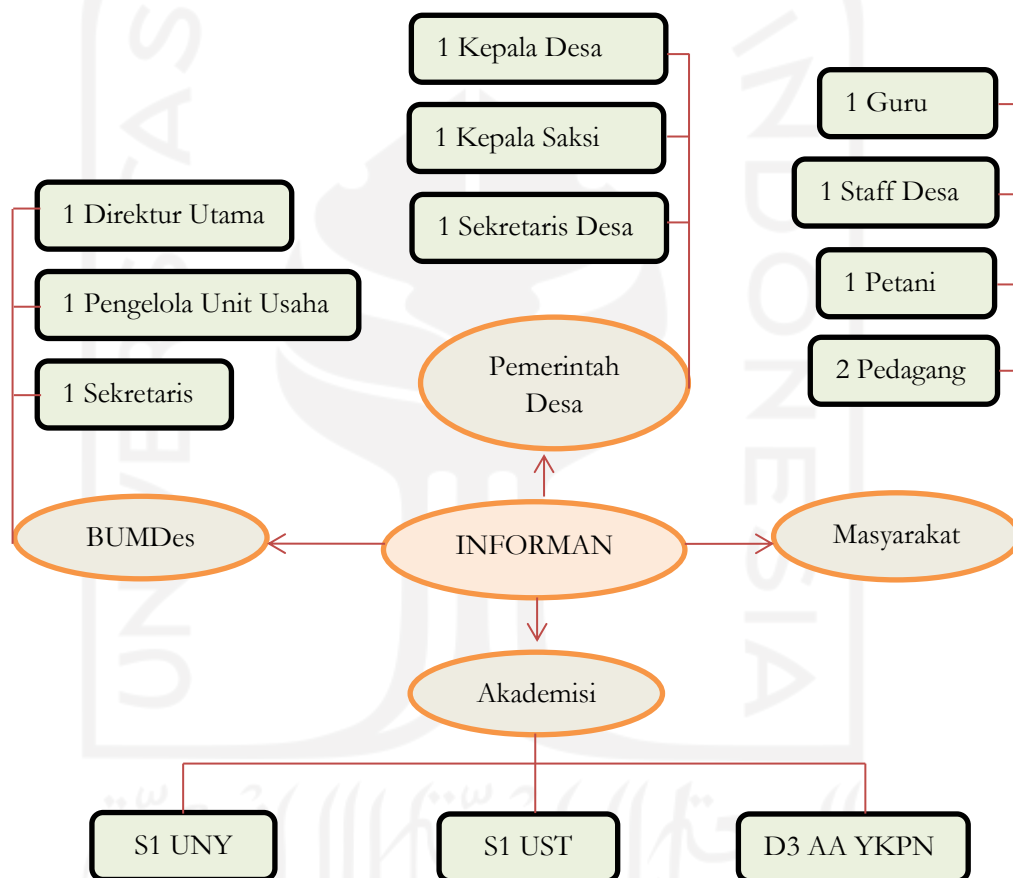 1 Kepala Desa
1 Kepala Saksi
1 Sekretaris Desa
1 Guru
1 Staff Desa
1 Petani
2 Pedagang
1 Direktur Utama
1 Pengelola Unit Usaha
1 Sekretaris
Pemerintah
Desa
BUMDes
INFORMAN
Masyarakat
Akademisi
S1 UNY
S1 UST
D3 AA YKPN
UNIVERSITAS
INDONESIA